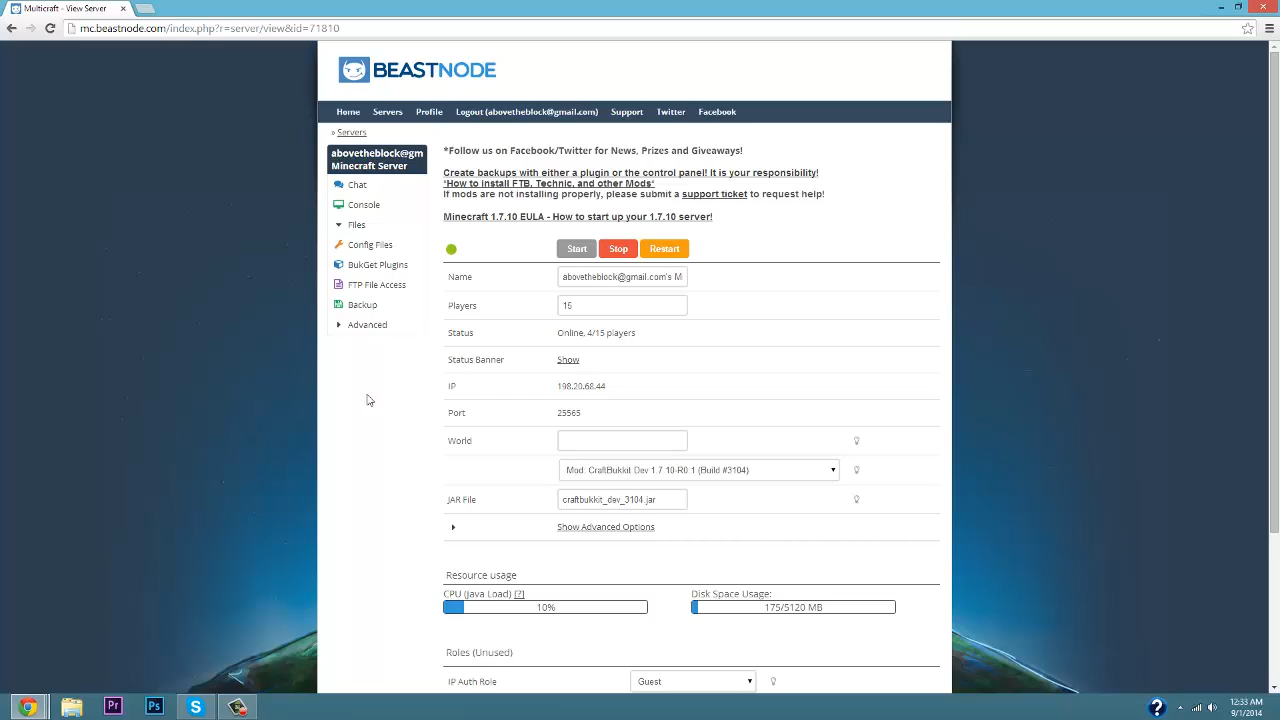 Multicraft - View Server
mc.beastnode.com/index.php?r=server/view&id=71810
BEASTNODE
Home Servers Profile Logout (abovetheblock@gmail.com) Support Twitter Facebook
» Servers
abovetheblock@gm
Minecraft Server
Chat
Console
Files
Config Files
BukGet Plugins
FTP File Access
Backup
Advanced
*Follow us on Facebook/Twitter for News, Prizes and Giveaways!
Create backups with either a plugin or the control panel! It is your responsibility!
*How to Install FTB, Technic, and other Mods*
If mods are not installing properly, please submit a support ticket to request help!
Minecraft 1.7.10 EULA - How to start up your 1.7.10 server!
Start Stop Restart
Name abovetheblock@gmail.com's M
Players 15
Status Online, 4/15 players
Status Banner Show
IP 198.20.68.44
Port 25565
World
Mod: CraftBukkit Dev 1.7.10-R0.1 (Build #3104)
JAR File craftbukkit_dev_3104.jar
Show Advanced Options
Resource usage
CPU (Java Load) [?] Disk Space Usage:
10% 175/5120 MB
Roles (Unused)
IP Auth Role Guest
Pr Ps S ? 12:33 AM
9/1/2014